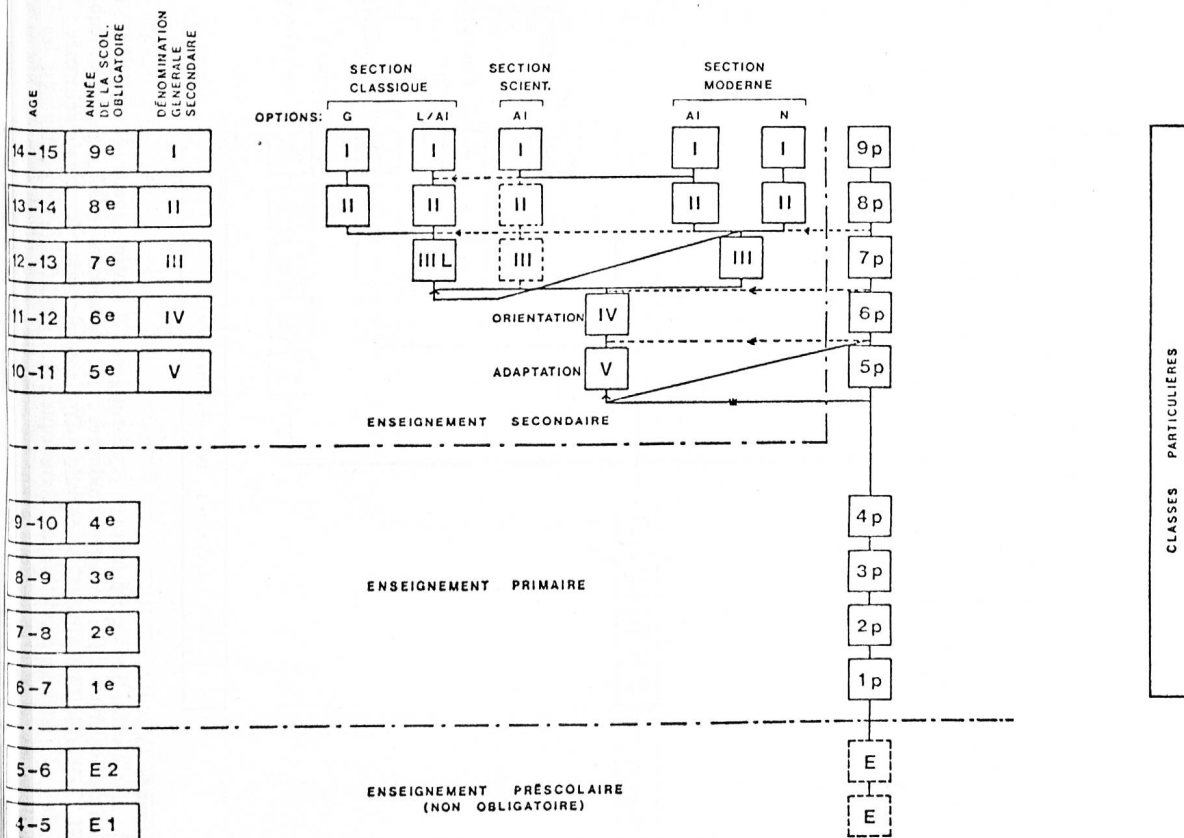 AGE
ANNÉE
DE LA SCOL.
OBLIGATOIRE
DÉNOMINATION
GENERALE
SECONDAIRE
SECTION
CLASSIQUE
SECTION
SCIENT.
SECTION
MODERNE
OPTIONS: G L/AI AI AI N
14-15 9e I I I I I I 9p
13-14 8e II II II II II II 8p
12-13 7e III III L III III 7p
11-12 6e IV ORIENTATION IV 6p
10-11 5e V ADAPTATION V 5p
ENSEIGNEMENT SECONDAIRE
9-10 4e 4p
8-9 3e ENSEIGNEMENT PRIMAIRE 3p
7-8 2e 2p
6-7 1e 1p
5-6 E2 E
ENSEIGNEMENT PRÉSCOLAIRE
(NON OBLIGATOIRE)
4-5 E1 E
CLASSES PARTICULIÈRES